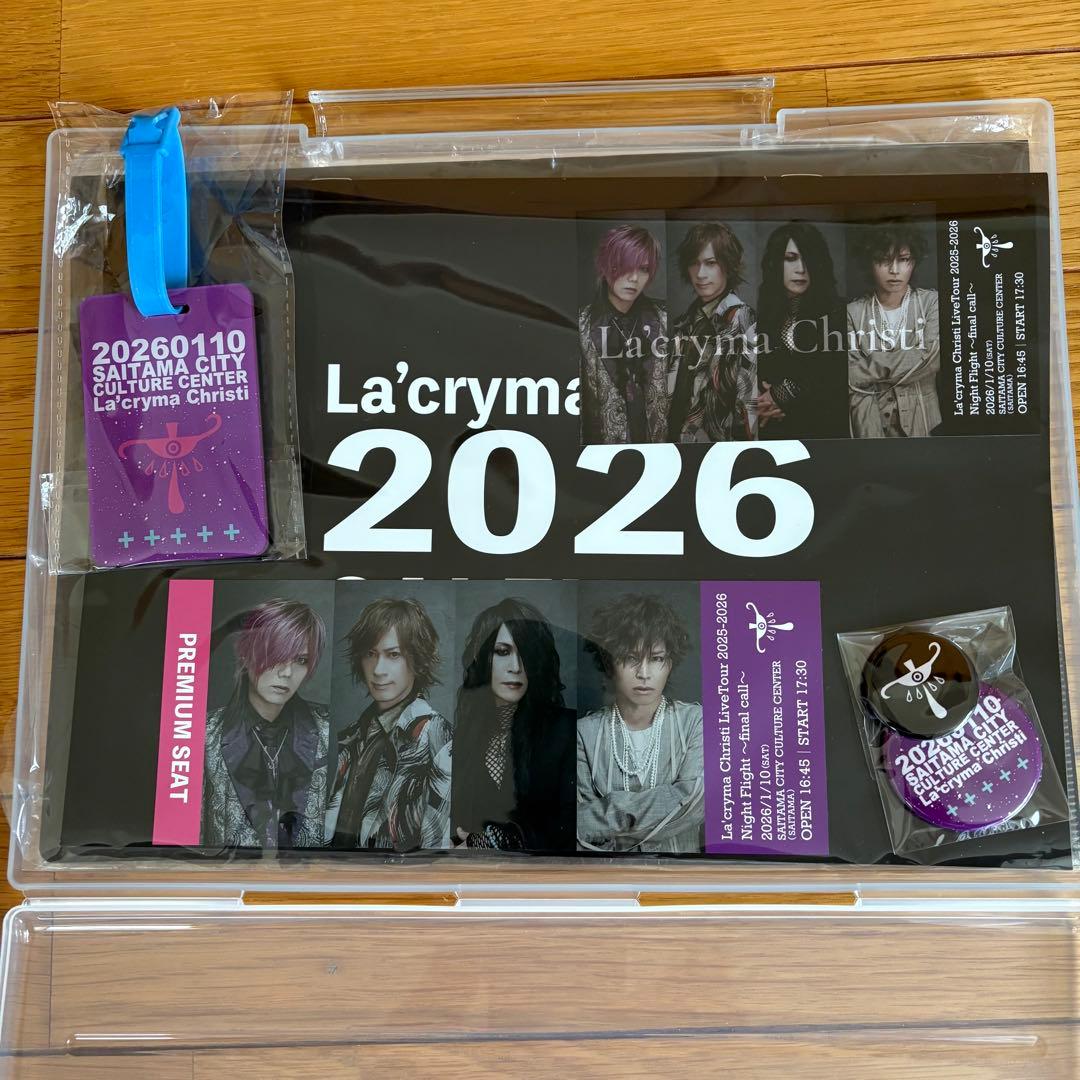 20260110
SAITAMA CITY
CULTURE CENTER
La'cryma Christi
+++++
La'cryma
2026
La'cryma Christi
La'cryma Christi LiveTour 2025-2026
Night Flight 〜final call〜
2026/1/10(SAT)
SAITAMA CITY CULTURE CENTER
(SAITAMA)
OPEN 16:45 | START 17:30
PREMIUM SEAT
La'cryma Christi LiveTour 2025-2026
Night Flight 〜final call〜
2026/1/10(SAT)
SAITAMA CITY CULTURE CENTER
(SAITAMA)
OPEN 16:45 | START 17:30
20260110
SAITAMA CITY
CULTURE CENTER
La'cryma Christi
+++++